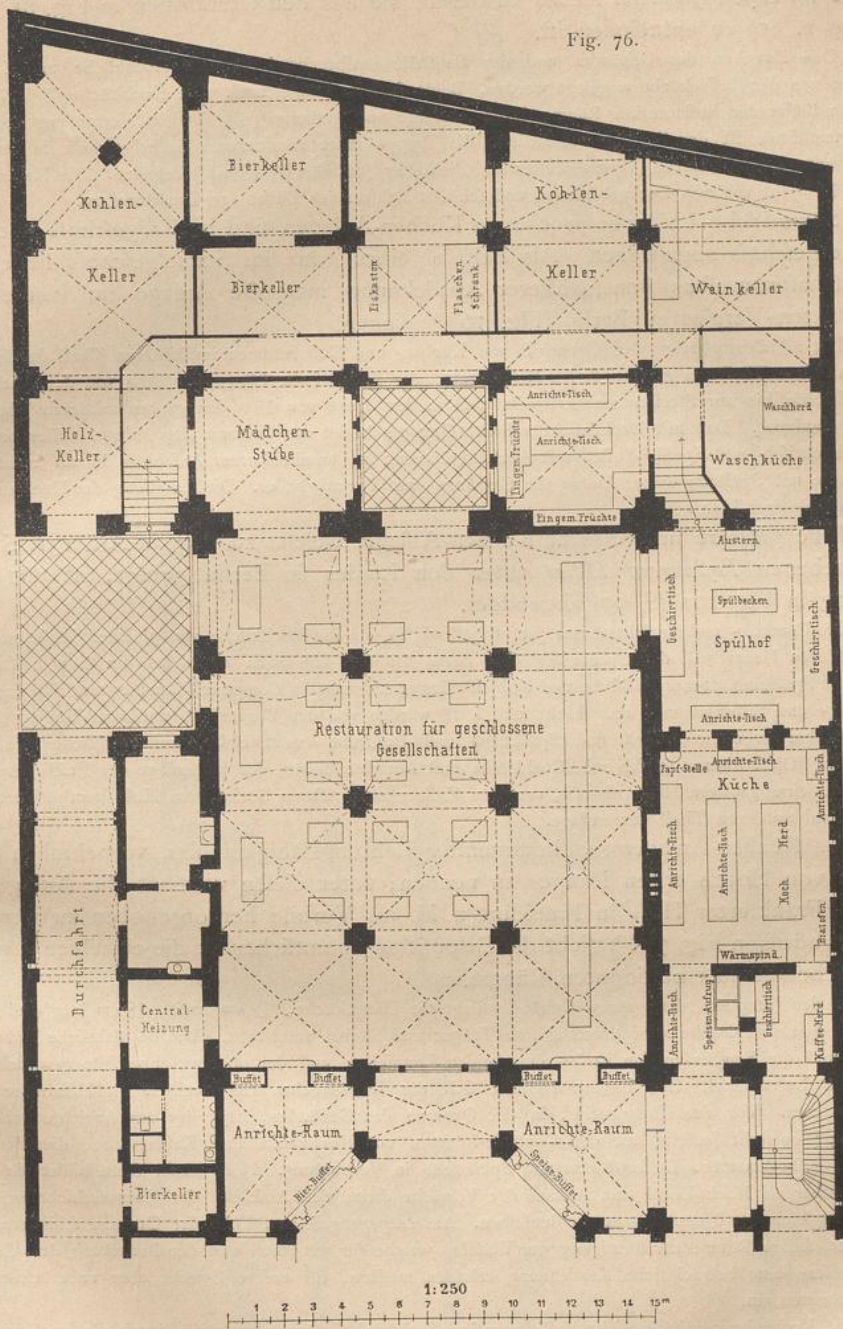 Fig. 76.
Bierkeller
Kohlen-
Kohlen-
Keller
Bierkeller
Eiskasten
Flaschen
Schrank
Keller
Weinkeller
Holz-
Keller
Mädchen-
Stube
Anrichte-Tisch
Anrichte-Tisch
Eingem. Früchte
Eingem. Früchte
Waschherd
Waschküche
Austern
Geschirrtisch
Spülbecken
Spülhof
Geschirrtisch
Anrichte-Tisch
Restauration für geschlossene
Gesellschaften
Zapf-Stelle
Anrichte-Tisch
Küche
Anrichte-Tisch
Anrichte-Tisch
Anrichte-Tisch
Koch-
Herd
Bratofen
Wärmspind.
Durchfahrt
Central-
Heizung
Anrichte-Tisch
Speisen-Aufzug
Geschirrtisch
Kaffee-Herd
Buffet
Buffet
Buffet
Buffet
Anrichte-Raum
Anrichte-Raum
Bier-Buffet
Speise-Buffet
Bierkeller
1:250
1 2 3 4 5 6 7 8 9 10 11 12 13 14 15 m